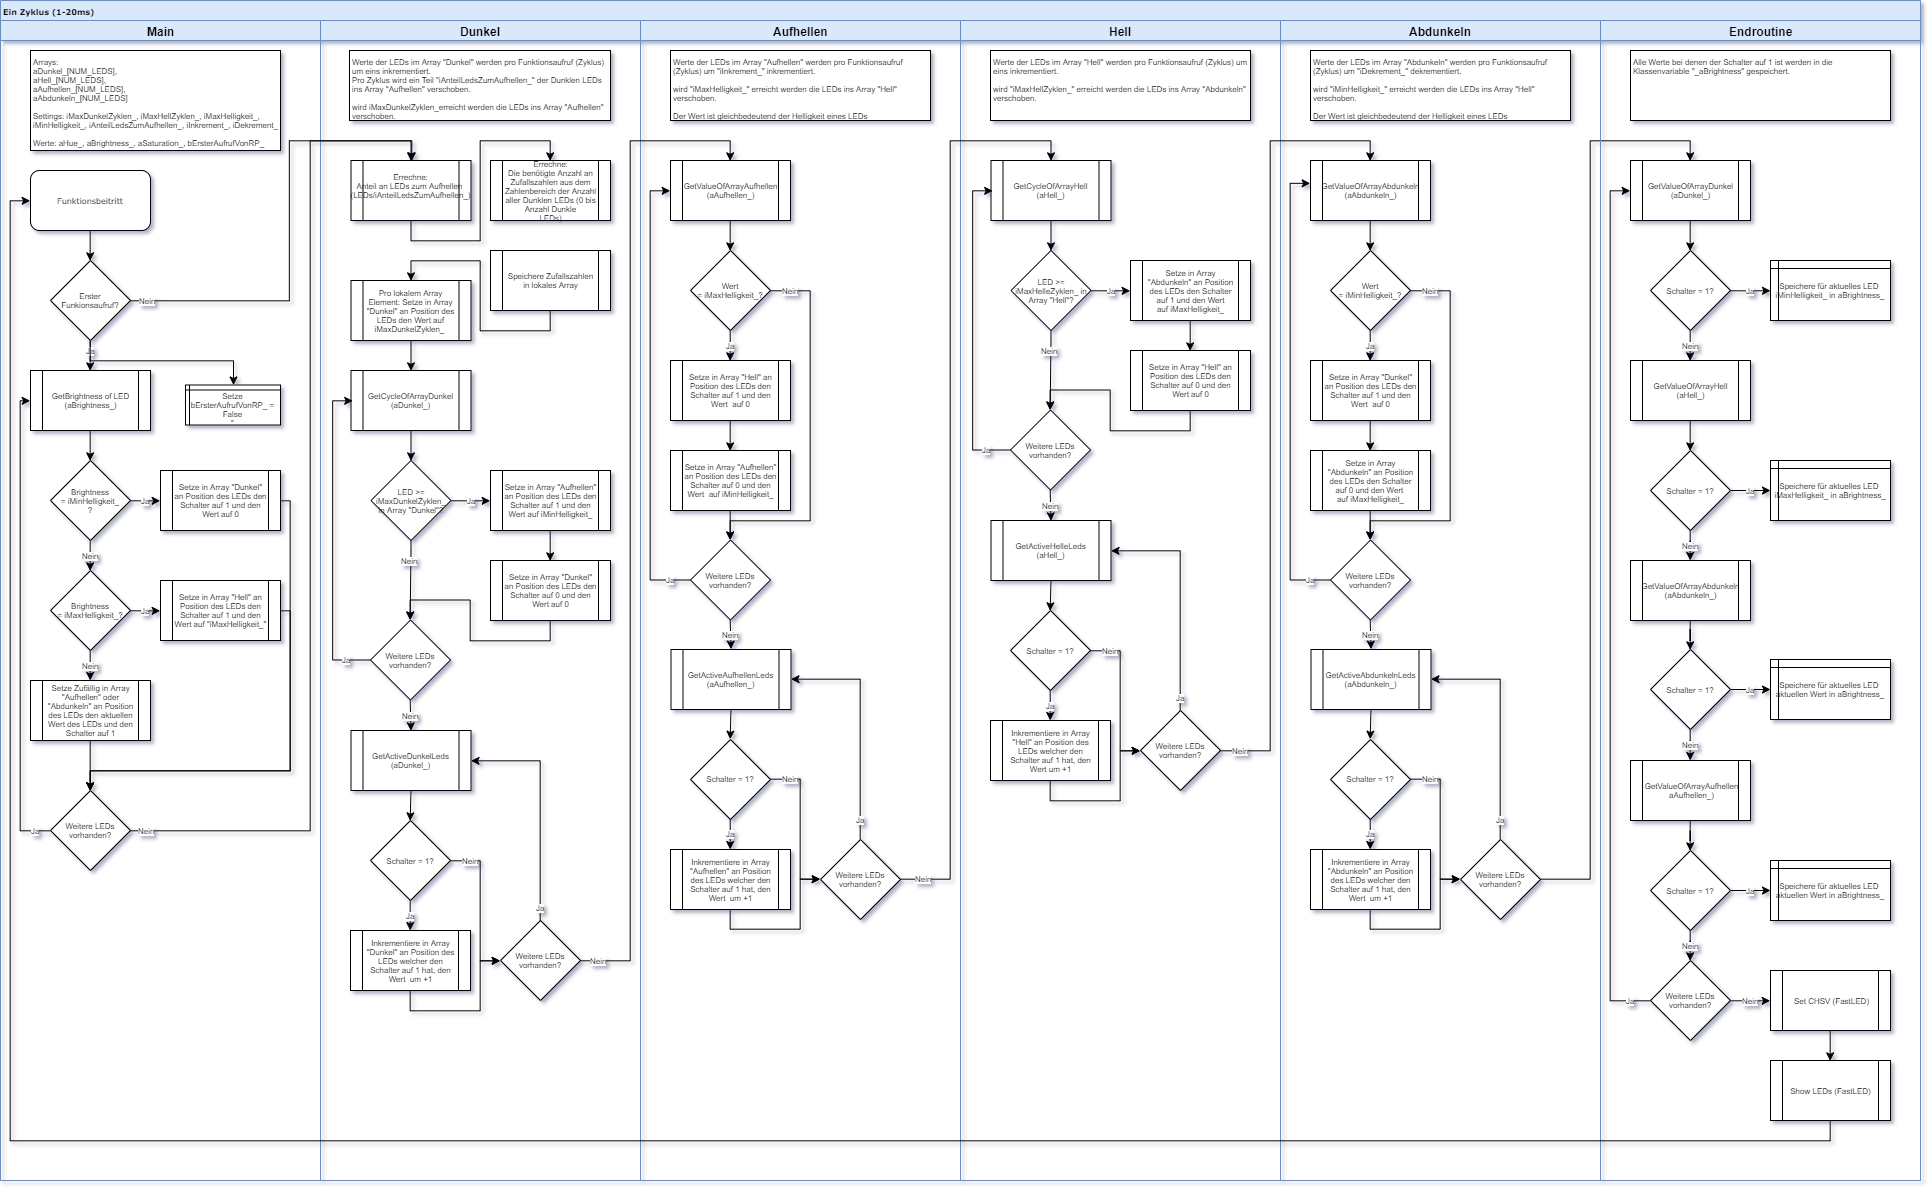 Ein Zyklus (1-20ms)
Main
Dunkel
Aufhellen
Hell
Abdunkeln
Endroutine
Arrays:
aDunkel_[NUM_LEDS],
aHell_[NUM_LEDS],
aAufhellen_[NUM_LEDS],
aAbdunkeln_[NUM_LEDS]
Settings: iMaxDunkelZyklen_, iMaxHellZyklen_, iMaxHelligkeit_,
iMinHelligkeit_, iAnteilLedsZumAufhellen_, iInkrement_, iDekrement_
Werte: aHue_, aBrightness_, aSaturation_, bErsterAufrufVonRP_
Funktionsbeitritt
Erster
Funkionsaufruf?
Nein
Ja
GetBrightness of LED
(aBrightness_)
Setze
bErsterAufrufVonRP_ =
False
"
Brightness
= iMinHelligkeit_
?
Ja
Setze in Array "Dunkel"
an Position des LEDs den
Schalter auf 1 und den
Wert auf 0
Nein
Brightness
= iMaxHelligkeit_?
Ja
Setze in Array "Hell" an
Position des LEDs den
Schalter auf 1 und den
Wert auf "iMaxHelligkeit_"
Nein
Setze Zufällig in Array
"Aufhellen" oder
"Abdunkeln" an Position
des LEDs den aktuellen
Wert des LEDs und den
Schalter auf 1
Weitere LEDs
vorhanden?
Ja
Nein
Werte der LEDs im Array "Dunkel" werden pro Funktionsaufruf (Zyklus)
um eins inkrementiert.
Pro Zyklus wird ein Teil "iAnteilLedsZumAufhellen_" der Dunklen LEDs
ins Array "Aufhellen" verschoben.
wird iMaxDunkelZyklen_erreicht werden die LEDs ins Array "Aufhellen"
verschoben.
Errechne:
Anteil an LEDs zum Aufhellen
(LEDs/iAnteilLedsZumAufhellen_)
Errechne:
Die benötigte Anzahl an
Zufallszahlen aus dem
Zahlenbereich der Anzahl
aller Dunklen LEDs (0 bis
Anzahl Dunkle
LEDs)
Speichere Zufallszahlen
in lokales Array
Pro lokalem Array
Element: Setze in Array
"Dunkel" an Position des
LEDs den Wert auf
iMaxDunkelZyklen_
GetCycleOfArrayDunkel
(aDunkel_)
LED >=
iMaxDunkelZyklen_
in Array "Dunkel"?
Ja
Setze in Array "Aufhellen"
an Position des LEDs den
Schalter auf 1 und den
Wert auf iMinHelligkeit_
Nein
Setze in Array "Dunkel"
an Position des LEDs den
Schalter auf 0 und den
Wert auf 0
Weitere LEDs
vorhanden?
Ja
Nein
GetActiveDunkelLeds
(aDunkel_)
Schalter = 1?
Nein
Ja
Inkrementiere in Array
"Dunkel" an Position des
LEDs welcher den
Schalter auf 1 hat, den
Wert um +1
Weitere LEDs
vorhanden?
Ja
Nein
Werte der LEDs im Array "Aufhellen" werden pro Funktionsaufruf
(Zyklus) um "iInkrement_" inkrementiert.
wird "iMaxHelligkeit_" erreicht werden die LEDs ins Array "Hell"
verschoben.
Der Wert ist gleichbedeutend der Helligkeit eines LEDs
GetValueOfArrayAufhellen
(aAufhellen_)
Wert
= iMaxHelligkeit_?
Nein
Ja
Setze in Array "Hell" an
Position des LEDs den
Schalter auf 1 und den
Wert auf 0
Setze in Array "Aufhellen"
an Position des LEDs den
Schalter auf 0 und den
Wert auf iMinHelligkeit_
Weitere LEDs
vorhanden?
Ja
Nein
GetActiveAufhellenLeds
(aAufhellen_)
Schalter = 1?
Nein
Ja
Inkrementiere in Array
"Aufhellen" an Position
des LEDs welcher den
Schalter auf 1 hat, den
Wert um +1
Weitere LEDs
vorhanden?
Ja
Nein
Werte der LEDs im Array "Hell" werden pro Funktionsaufruf (Zyklus) um
eins inkrementiert.
wird "iMaxHellZyklen_" erreicht werden die LEDs ins Array "Abdunkeln"
verschoben.
Der Wert ist gleichbedeutend der Helligkeit eines LEDs
GetCycleOfArrayHell
(aHell_)
LED >=
iMaxHelleZyklen_ in
Array "Hell"?
Ja
Setze in Array
"Abdunkeln" an Position
des LEDs den Schalter
auf 1 und den Wert
auf iMaxHelligkeit_
Nein
Setze in Array "Hell" an
Position des LEDs den
Schalter auf 0 und den
Wert auf 0
Weitere LEDs
vorhanden?
Ja
Nein
GetActiveHelleLeds
(aHell_)
Schalter = 1?
Nein
Ja
Inkrementiere in Array
"Hell" an Position des
LEDs welcher den
Schalter auf 1 hat, den
Wert um +1
Weitere LEDs
vorhanden?
Ja
Nein
Werte der LEDs im Array "Abdunkeln" werden pro Funktionsaufruf
(Zyklus) um "iDekrement_" dekrementiert.
wird "iMinHelligkeit_" erreicht werden die LEDs ins Array "Hell"
verschoben.
Der Wert ist gleichbedeutend der Helligkeit eines LEDs
GetValueOfArrayAbdunkeln
(aAbdunkeln_)
Wert
= iMinHelligkeit_?
Nein
Ja
Setze in Array "Dunkel"
an Position des LEDs den
Schalter auf 1 und den
Wert auf 0
Setze in Array
"Abdunkeln" an Position
des LEDs den Schalter
auf 0 und den Wert
auf iMaxHelligkeit_
Weitere LEDs
vorhanden?
Ja
Nein
GetActiveAbdunkelnLeds
(aAbdunkeln_)
Schalter = 1?
Nein
Ja
Inkrementiere in Array
"Abdunkeln" an Position
des LEDs welcher den
Schalter auf 1 hat, den
Wert um +1
Weitere LEDs
vorhanden?
Ja
Alle Werte bei denen der Schalter auf 1 ist werden in die
Klassenvariable "_aBrightness" gespeichert.
GetValueOfArrayDunkel
(aDunkel_)
Schalter = 1?
Ja
Speichere für aktuelles LED
iMinHelligkeit_ in aBrightness_
Nein
GetValueOfArrayHell
(aHell_)
Schalter = 1?
Ja
Speichere für aktuelles LED
iMaxHelligkeit_ in aBrightness_
Nein
GetValueOfArrayAbdunkeln
(aAbdunkeln_)
Schalter = 1?
Ja
Speichere für aktuelles LED
aktuellen Wert in aBrightness_
Nein
GetValueOfArrayAufhellen
aAufhellen_)
Schalter = 1?
Ja
Speichere für aktuelles LED
aktuellen Wert in aBrightness_
Nein
Weitere LEDs
vorhanden?
Ja
Nein
Set CHSV (FastLED)
Show LEDs (FastLED)